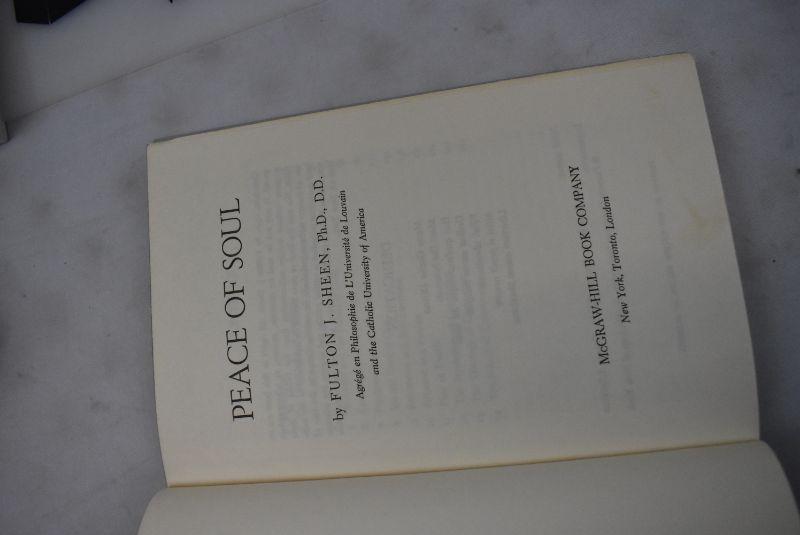 PEACE OF SOUL
by FULTON J. SHEEN, Ph.D., D.D.
Agrégé en Philosophie de L'Université de Louvain
and the Catholic University of America
McGRAW-HILL BOOK COMPANY
New York, Toronto, London